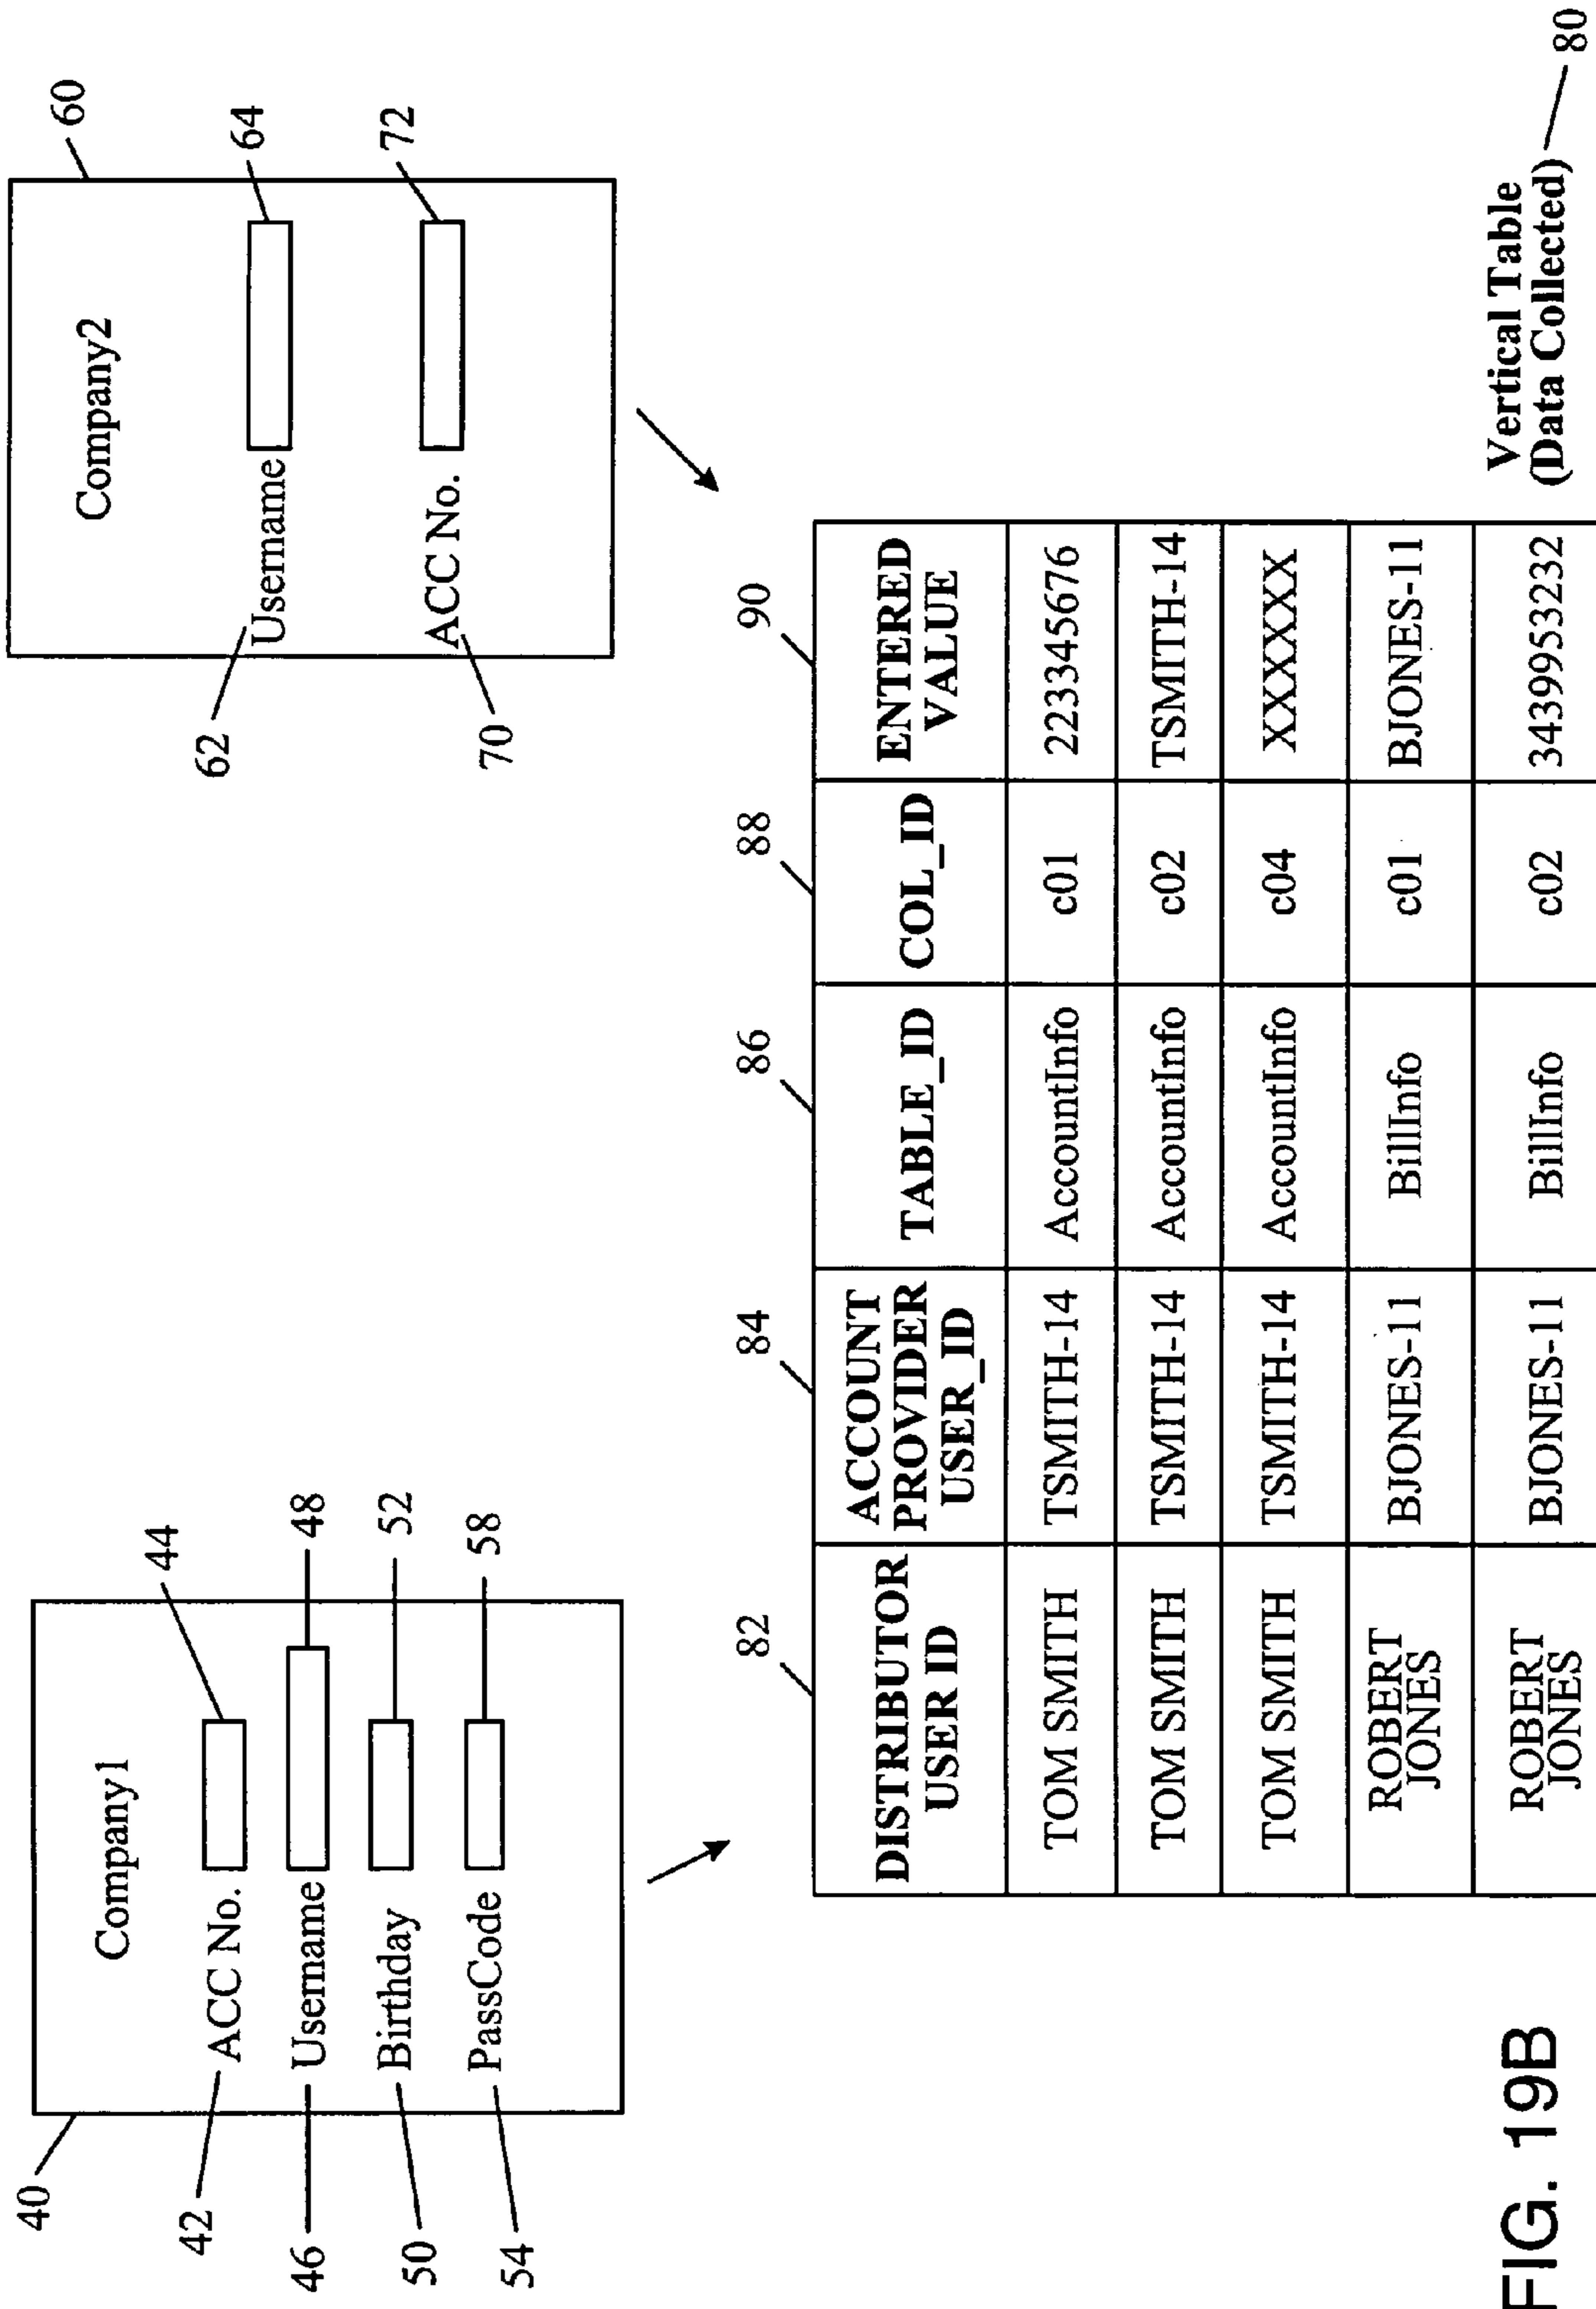 40
Company1
42 ACC No. 44
46 Username 48
50 Birthday 52
54 PassCode 58
60
Company2
62 Username 64
70 ACC No. 72
82 84 86 88 90
DISTRIBUTOR USER ID | ACCOUNT PROVIDER USER_ID | TABLE_ID | COL_ID | ENTERED VALUE
TOM SMITH | TSMITH-14 | AccountInfo | c01 | 223345676
TOM SMITH | TSMITH-14 | AccountInfo | c02 | TSMITH-14
TOM SMITH | TSMITH-14 | AccountInfo | c04 | XXXXXX
ROBERT JONES | BJONES-11 | BillInfo | c01 | BJONES-11
ROBERT JONES | BJONES-11 | BillInfo | c02 | 3439953232
Vertical Table
(Data Collected) 80
FIG. 19B